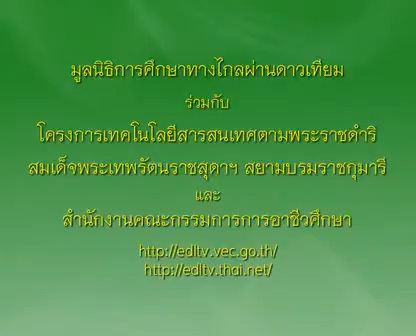 มูลนิธิการศึกษาทางไกลผ่านดาวเทียม
ร่วมกับ
โครงการเทคโนโลยีสารสนเทศตามพระราชดำริ
สมเด็จพระเทพรัตนราชสุดาฯ สยามบรมราชกุมารี
และ
สำนักงานคณะกรรมการการอาชีวศึกษา
http://edltv.vec.go.th/
http://edltv.thai.net/